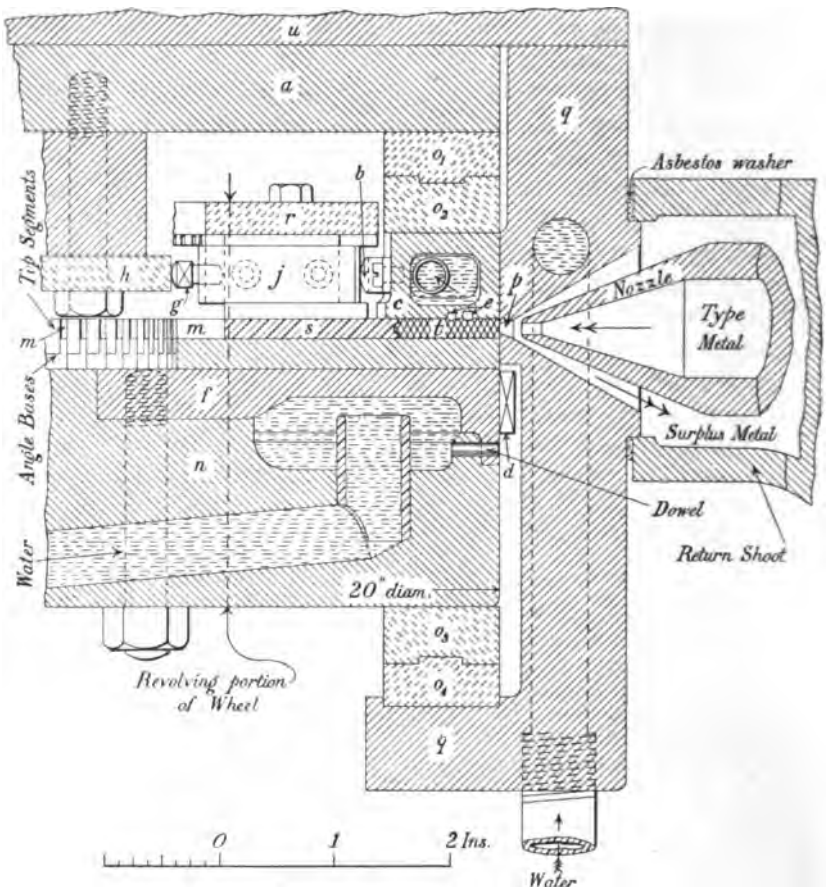 u
a
q
Asbestos washer
o₁
b
o₂
r
Tip Segments
h
j
s
g
c
e
p
Nozzle
Type
Metal
m
m
s
t
Angle Bases
f
Surplus Metal
n
d
Dowel
Water
Return Shoot
20" diam.
o₃
Revolving portion
of Wheel
o₄
q
0 1 2 Ins.
Water